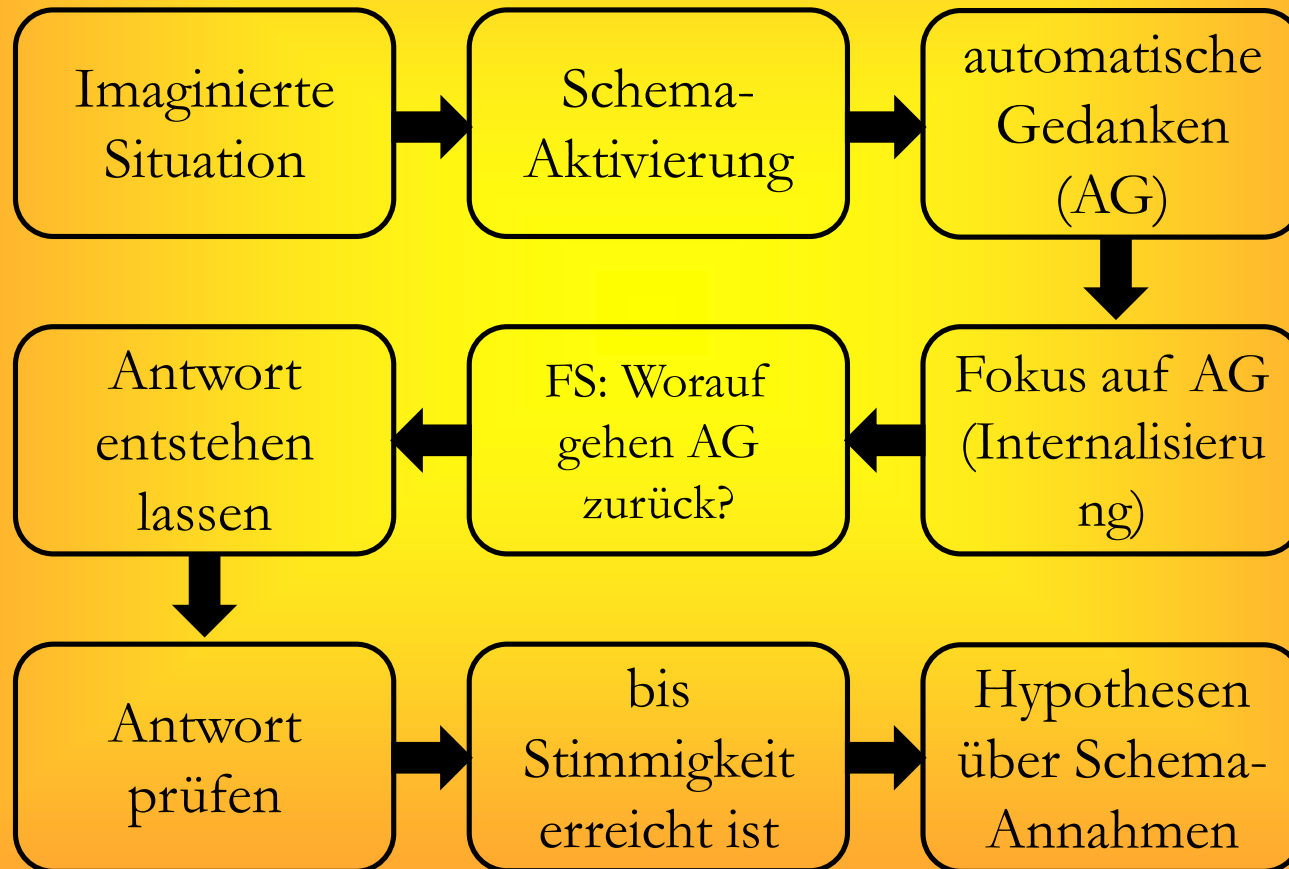 Imaginierte
Situation
Schema-
Aktivierung
automatische
Gedanken
(AG)
Fokus auf AG
(Internalisieru
ng)
FS: Worauf
gehen AG
zurück?
Antwort
entstehen
lassen
Antwort
prüfen
bis
Stimmigkeit
erreicht ist
Hypothesen
über Schema-
Annahmen